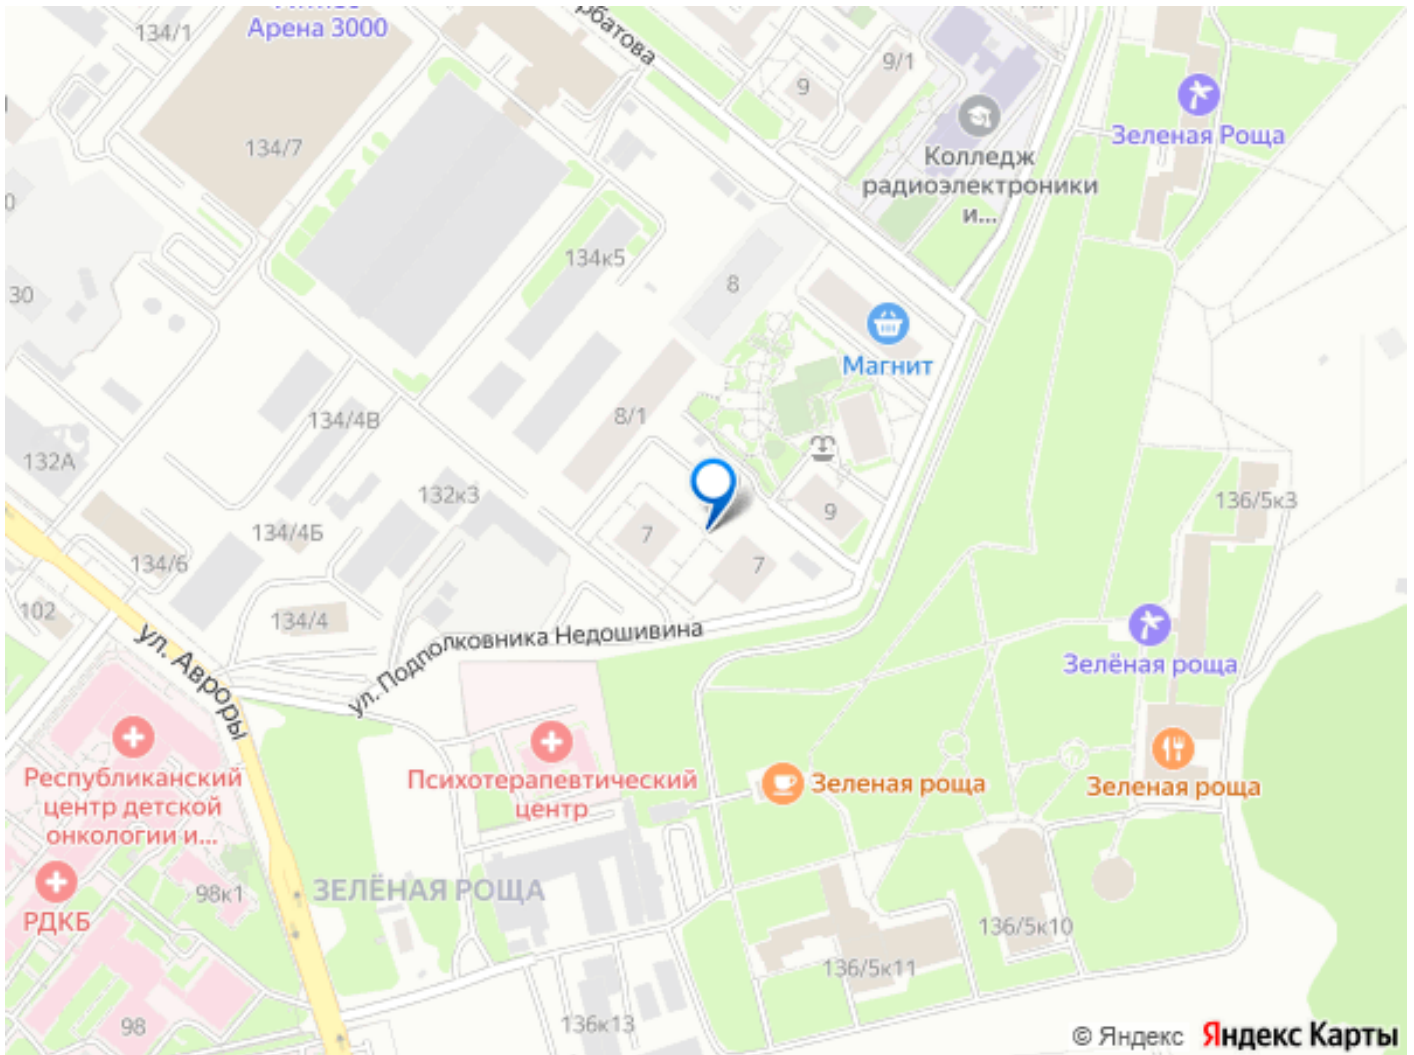 134/1
Арена 3000
рбатова
9/1
9
134/7
Зеленая Роща
Колледж
радиоэлектроники
и...
0
134к5
8
30
Магнит
134/4В
8/1
132А
132к3
136/5к3
9
134/4Б
7
7
134/6
102
134/4
ул. Подполковника Недошивина
ул. Авроры
Зелёная роща
Республиканский
центр детской
онкологии и...
Психотерапевтический
центр
Зеленая роща
Зеленая роща
98к1
ЗЕЛЁНАЯ РОЩА
РДКБ
136/5к10
136/5к11
98
136к13
© Яндекс Яндекс Карты